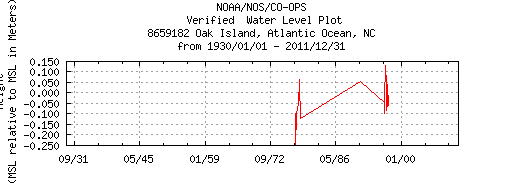 NOAA/NOS/CO-OPS
Verified  Water Level Plot
8659182 Oak Island, Atlantic Ocean, NC
from 1930/01/01 - 2011/12/31
Height
(MSL relative to MSL in Meters)
0.150
0.100
0.050
0.000
-0.050
-0.100
-0.150
-0.200
-0.250
09/31 05/45 01/59 09/72 05/86 01/00